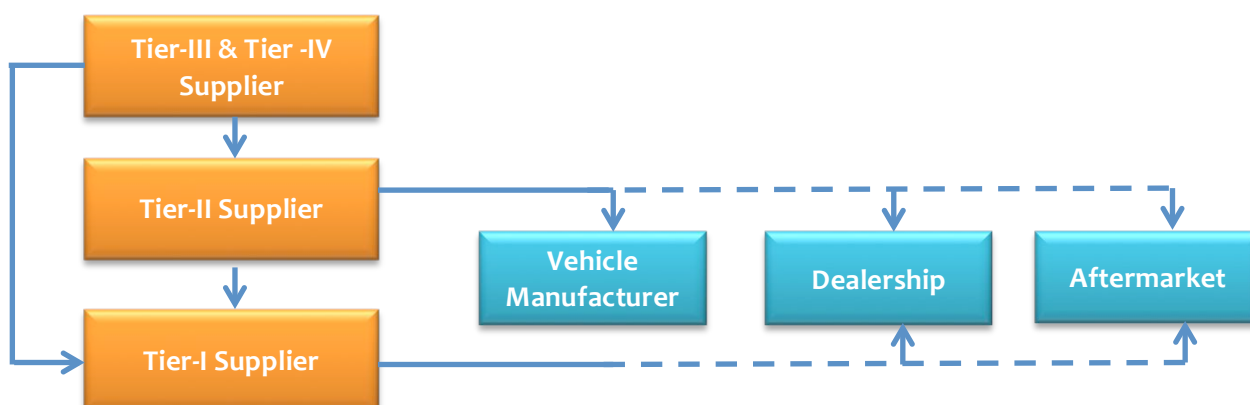 Tier-III & Tier -IV
Supplier
Tier-II Supplier
Vehicle
Manufacturer
Dealership
Aftermarket
Tier-I Supplier